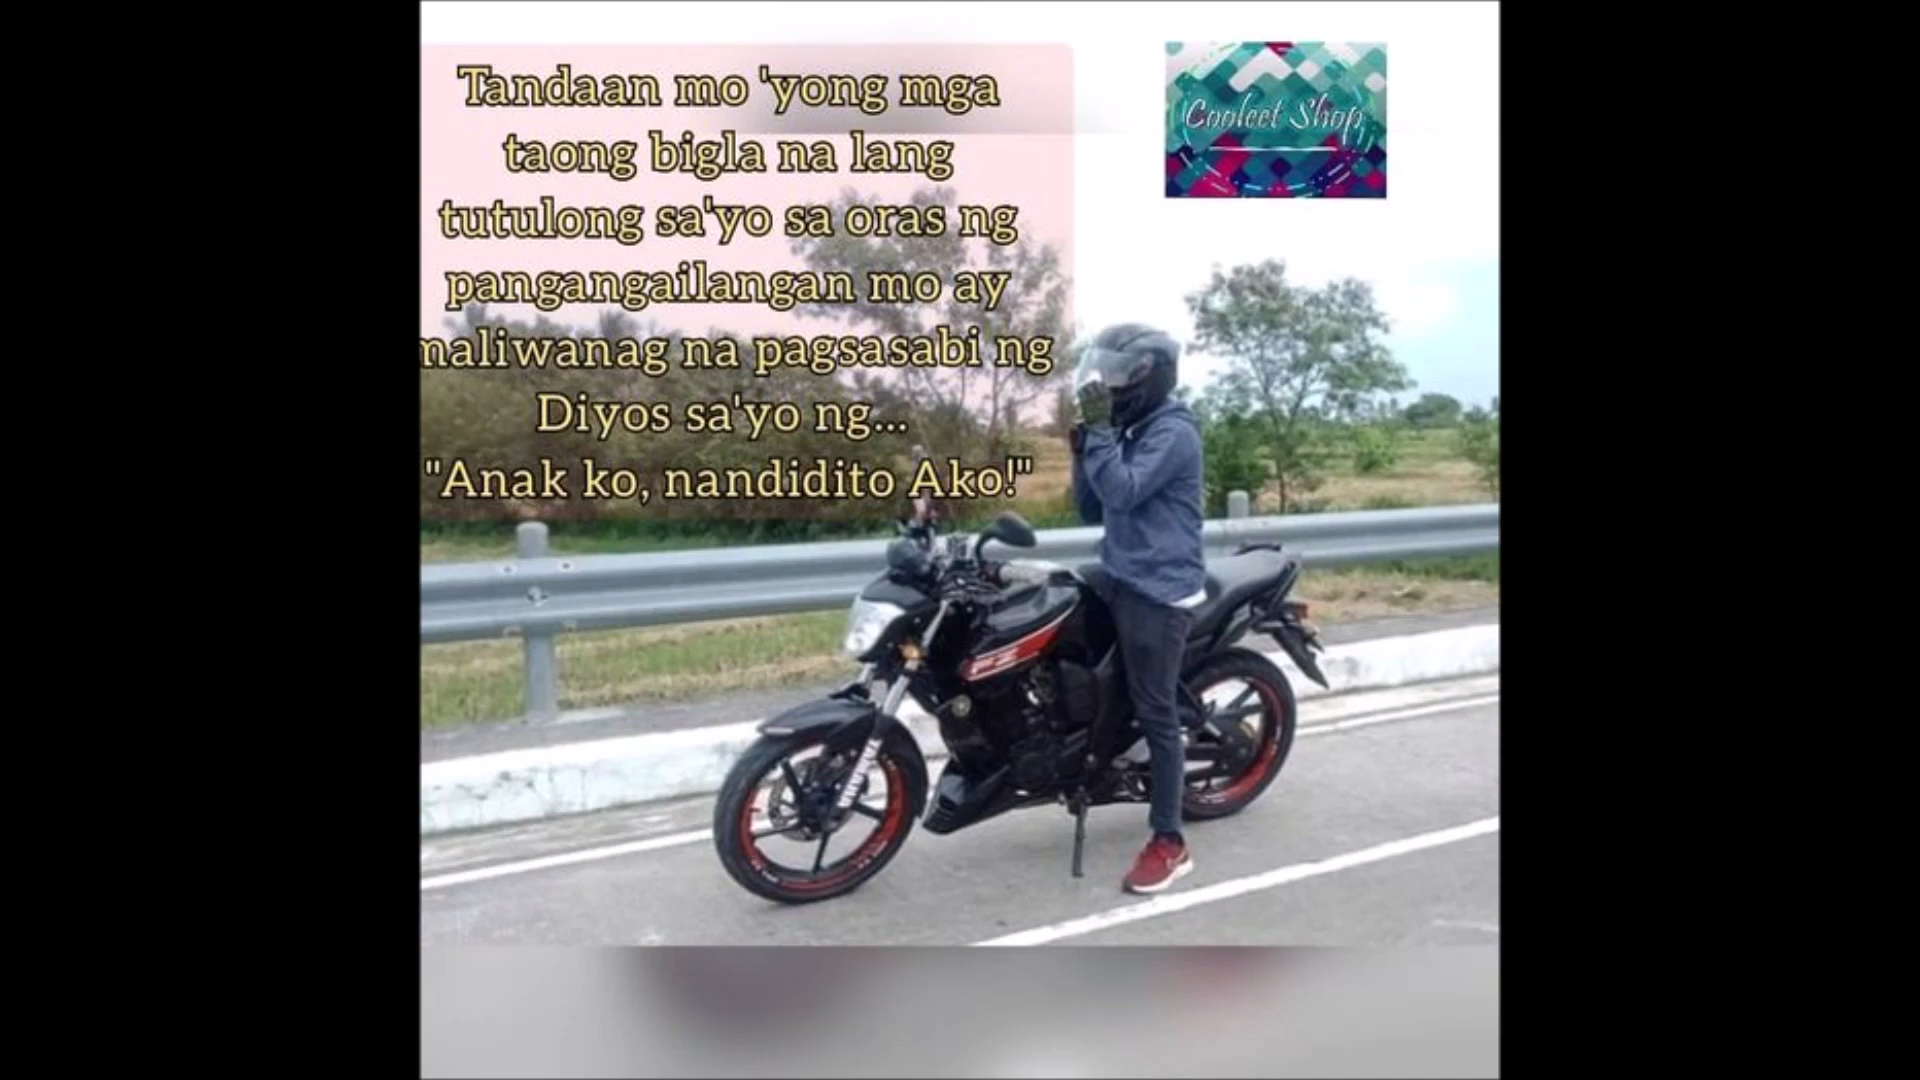 Tandaan mo 'yong mga
taong bigla na lang
tutulong sa'yo sa oras ng
pangangailangan mo ay
maliwanag na pagsasabi ng
Diyos sa'yo ng...
"Anak ko, nandidito Ako!"
Cooleet Shop
FZ